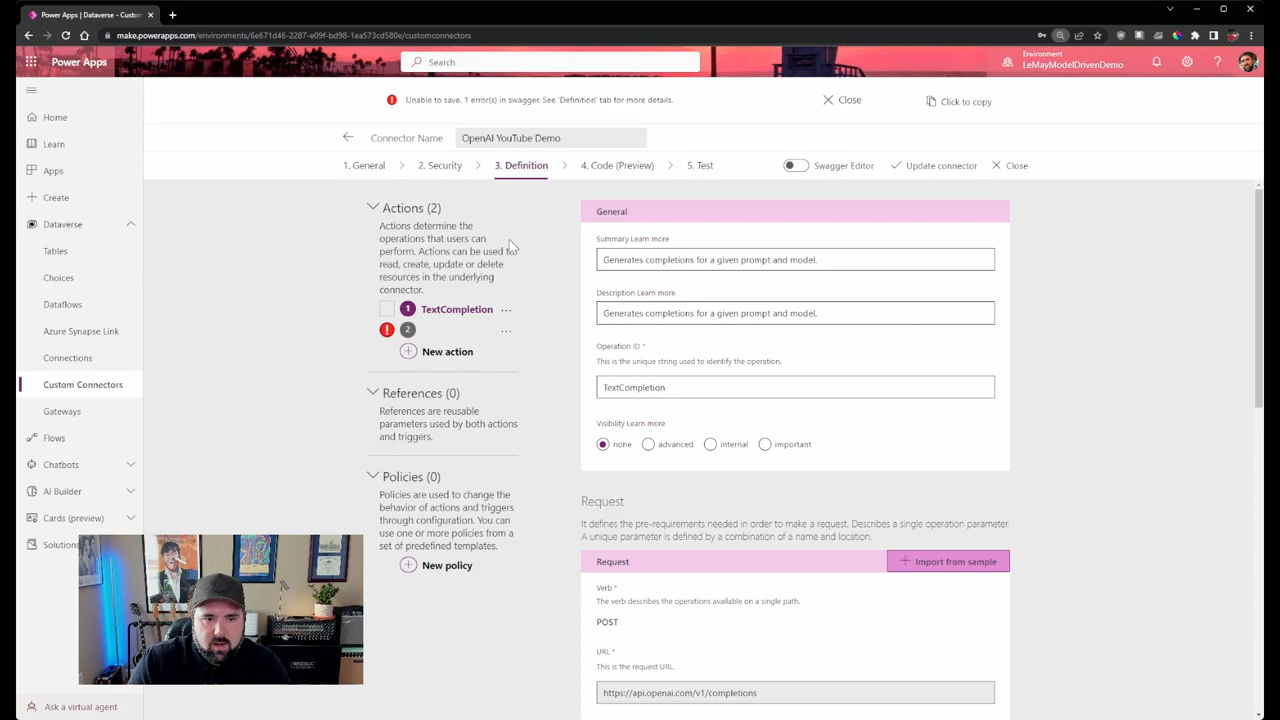 Power Apps | Dataverse - Custo
make.powerapps.com/environments/6e671d46-2287-e09f-bd98-1ea573cd580e/customconnectors
Power Apps
Search
Environment
LeMayModelDrivenDemo
Unable to save. 1 error(s) in swagger. See 'Definition' tab for more details.
Close
Click to copy
Connector Name
OpenAI YouTube Demo
1. General
2. Security
3. Definition
4. Code (Preview)
5. Test
Swagger Editor
Update connector
Close
Home
Learn
Apps
Create
Dataverse
Tables
Choices
Dataflows
Azure Synapse Link
Connections
Custom Connectors
Gateways
Flows
Chatbots
AI Builder
Cards (preview)
Solutions
Ask a virtual agent
Actions (2)
Actions determine the
operations that users can
perform. Actions can be used to
read, create, update or delete
resources in the underlying
connector.
1 TextCompletion ...
2 ...
New action
References (0)
References are reusable
parameters used by both actions
and triggers.
Policies (0)
Policies are used to change the
behavior of actions and triggers
through configuration. You can
use one or more policies from a
set of predefined templates.
New policy
General
Summary Learn more
Generates completions for a given prompt and model.
Description Learn more
Generates completions for a given prompt and model.
Operation ID *
This is the unique string used to identify the operation.
TextCompletion
Visibility Learn more
none
advanced
internal
important
Request
It defines the pre-requirements needed in order to make a request. Describes a single operation parameter.
A unique parameter is defined by a combination of a name and location.
Request
Import from sample
Verb *
The verb describes the operations available on a single path.
POST
URL *
This is the request URL.
https://api.openai.com/v1/completions